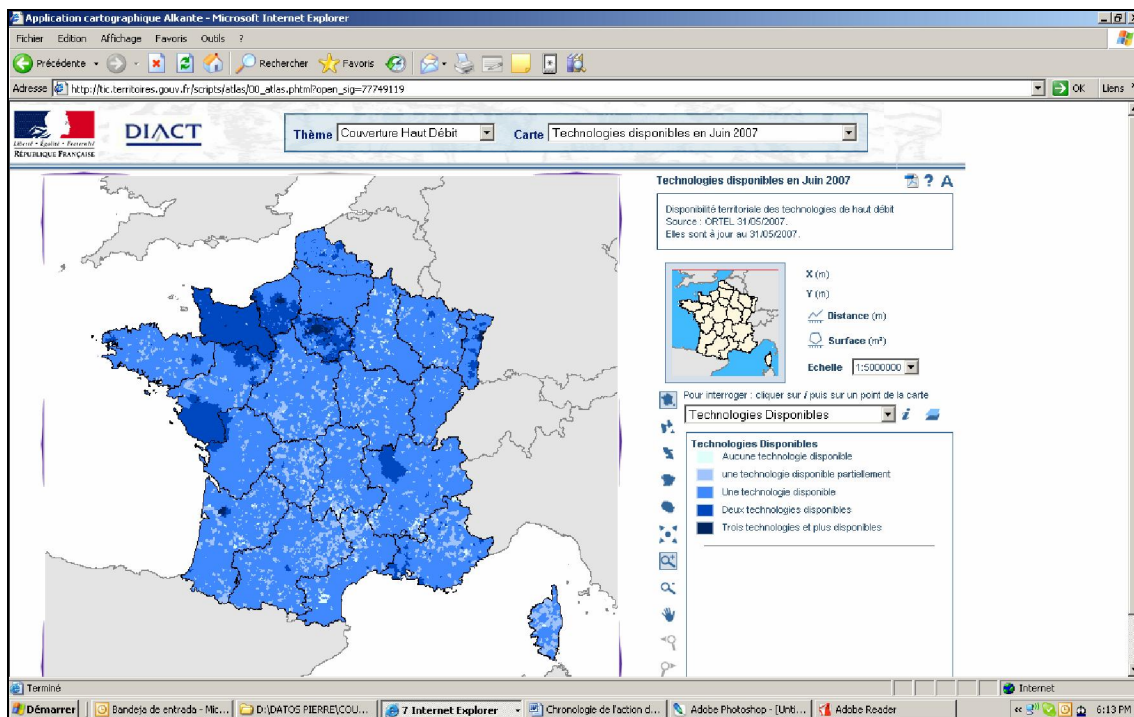 Application cartographique Alkante - Microsoft Internet Explorer
Fichier Edition Affichage Favoris Outils ?
Précédente Rechercher Favoris
Adresse http://tic.territoires.gouv.fr/scripts/atlas/00_atlas.phtml?open_sig=77749119 OK Liens
Liberté • Égalité • Fraternité
RÉPUBLIQUE FRANÇAISE
DIACT
Thème Couverture Haut Débit Carte Technologies disponibles en Juin 2007
Technologies disponibles en Juin 2007 ? A
Disponibilité territoriale des technologies de haut débit
Source : ORTEL 31/05/2007.
Elles sont à jour au 31/05/2007.
X (m)
Y (m)
Distance (m)
Surface (m²)
Echelle 1:5000000
Pour interroger : cliquer sur i puis sur un point de la carte
Technologies Disponibles i
Technologies Disponibles
Aucune technologie disponible
une technologie disponible partiellement
Une technologie disponible
Deux technologies disponibles
Trois technologies et plus disponibles
Terminé Internet
Démarrer Bandeja de entrada - Mic... D:\DATOS PIERRE\COU... 7 Internet Explorer Chronologie de l'action d... Adobe Photoshop - [Unti... Adobe Reader « 6:13 PM